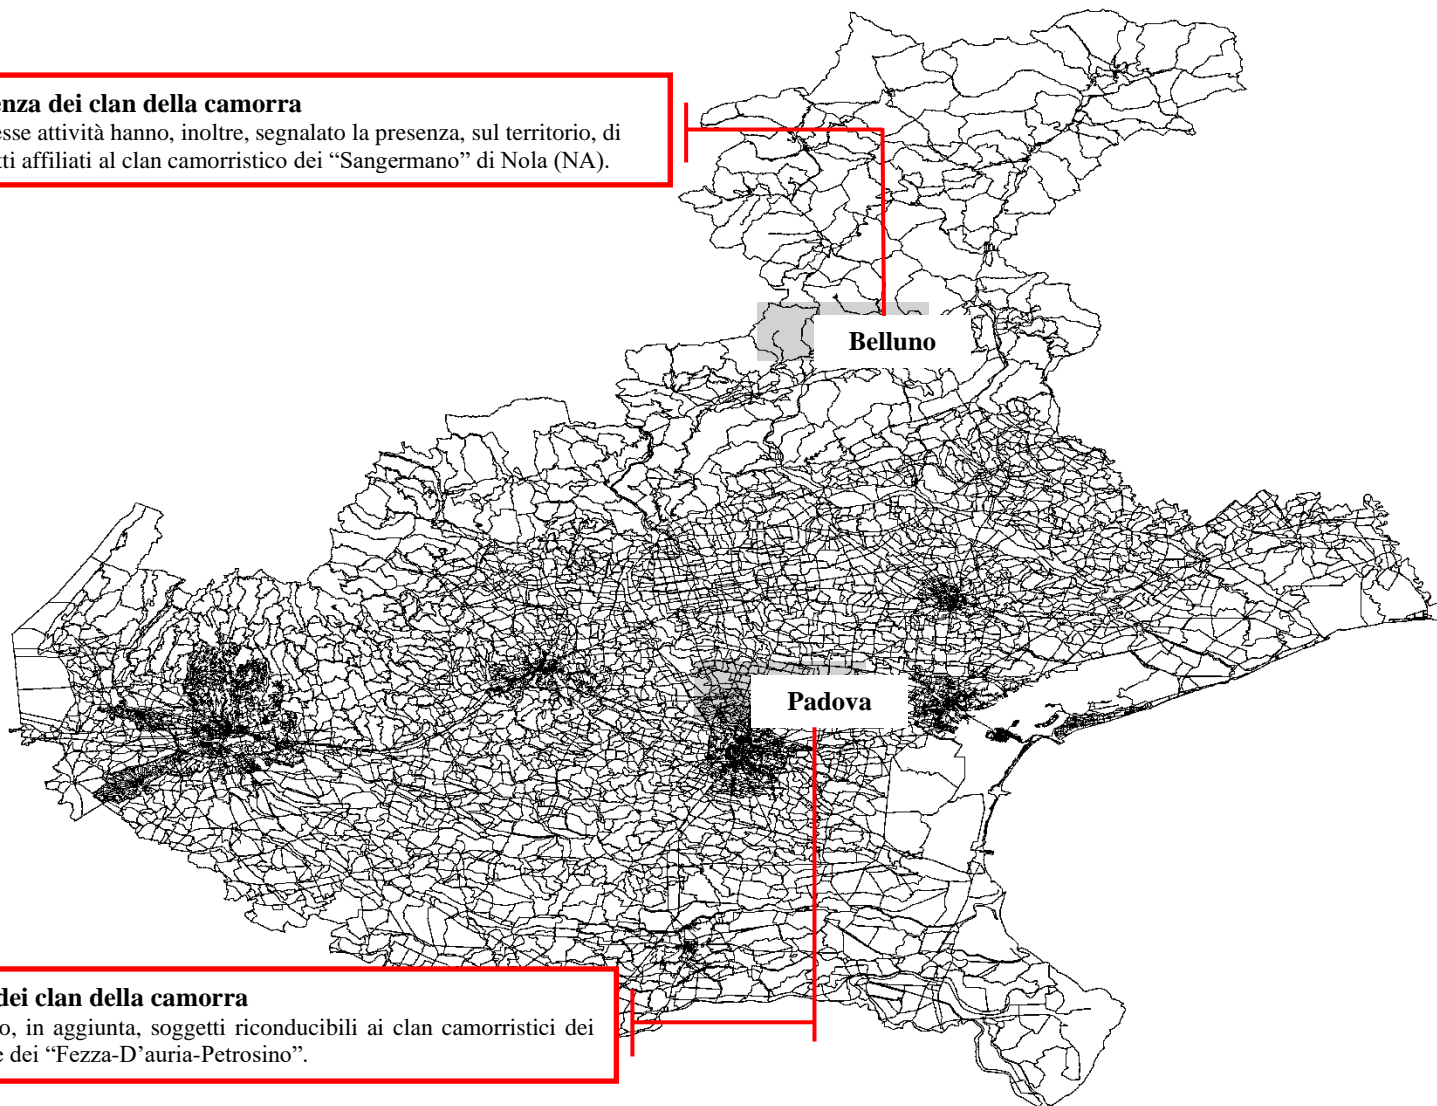 enza dei clan della camorra
esse attività hanno, inoltre, segnalato la presenza, sul territorio, di
tti affiliati al clan camorristico dei “Sangermano” di Nola (NA).
Belluno
Padova
dei clan della camorra
o, in aggiunta, soggetti riconducibili ai clan camorristici dei
e dei “Fezza-D’auria-Petrosino”.